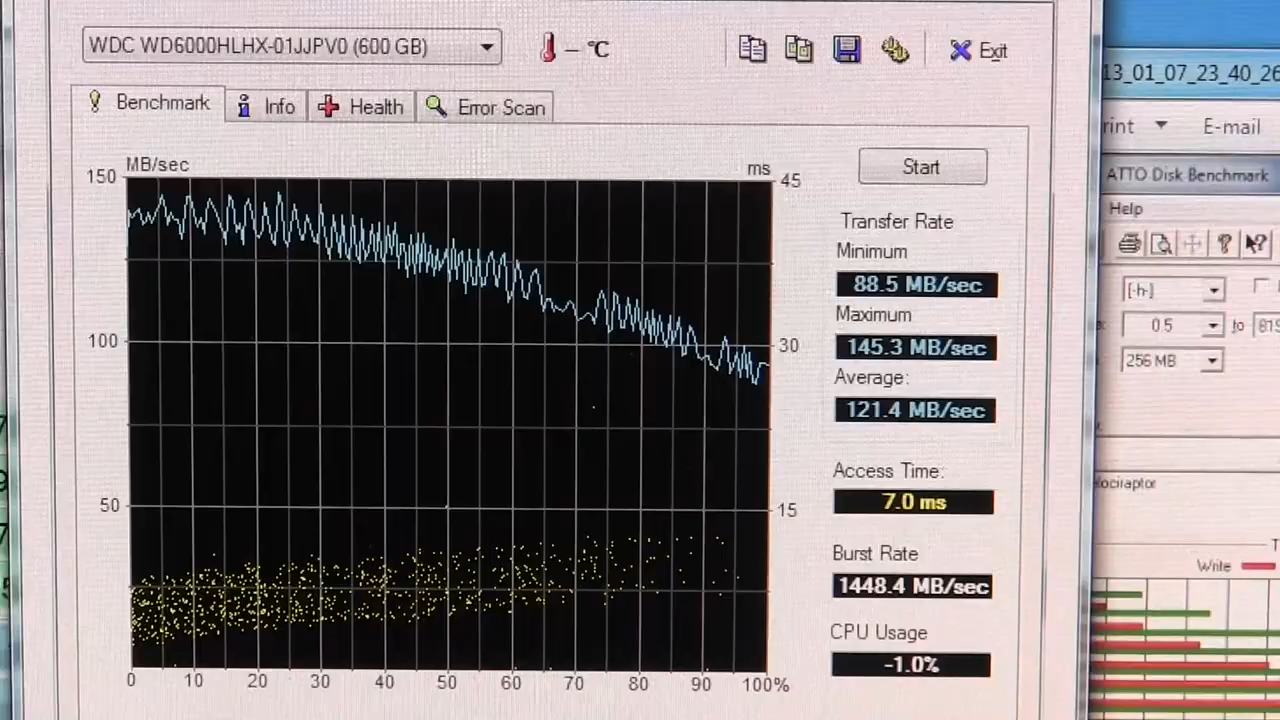 WDC WD6000HLHX-01JJPV0 (600 GB)
– °C
Exit
Benchmark
Info
Health
Error Scan
MB/sec
ms
150
100
50
45
30
15
0 10 20 30 40 50 60 70 80 90 100%
Start
Transfer Rate
Minimum
88.5 MB/sec
Maximum
145.3 MB/sec
Average:
121.4 MB/sec
Access Time:
7.0 ms
Burst Rate
1448.4 MB/sec
CPU Usage
-1.0%
13_01_07_23_40_26
E-mail
ATTO Disk Benchmark
Help
[-h-]
0.5
to
256 MB
Write